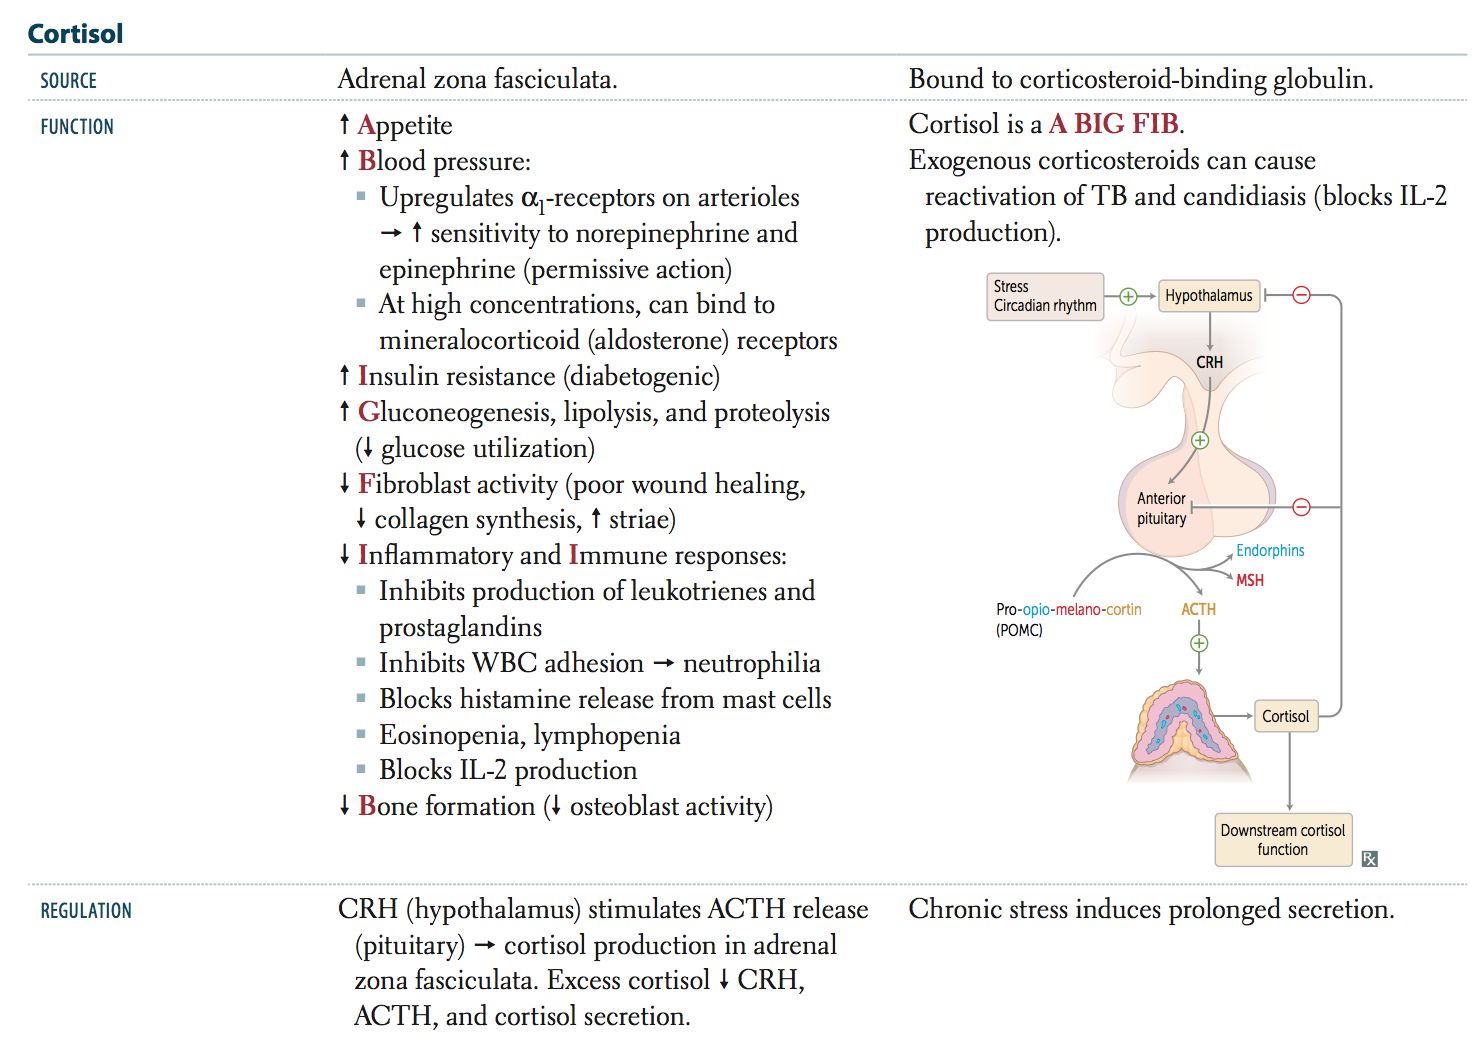 Cortisol
SOURCE
Adrenal zona fasciculata.
Bound to corticosteroid-binding globulin.
FUNCTION
↑ Appetite
↑ Blood pressure:
▪ Upregulates α₁-receptors on arterioles
→ ↑ sensitivity to norepinephrine and
epinephrine (permissive action)
▪ At high concentrations, can bind to
mineralocorticoid (aldosterone) receptors
↑ Insulin resistance (diabetogenic)
↑ Gluconeogenesis, lipolysis, and proteolysis
(↓ glucose utilization)
↓ Fibroblast activity (poor wound healing,
↓ collagen synthesis, ↑ striae)
↓ Inflammatory and Immune responses:
▪ Inhibits production of leukotrienes and
prostaglandins
▪ Inhibits WBC adhesion → neutrophilia
▪ Blocks histamine release from mast cells
▪ Eosinopenia, lymphopenia
▪ Blocks IL-2 production
↓ Bone formation (↓ osteoblast activity)
Cortisol is a A BIG FIB.
Exogenous corticosteroids can cause
reactivation of TB and candidiasis (blocks IL-2
production).
Stress
Circadian rhythm
Hypothalamus
CRH
Anterior
pituitary
Endorphins
MSH
Pro-opio-melano-cortin
(POMC)
ACTH
Cortisol
Downstream cortisol
function
Rx
REGULATION
CRH (hypothalamus) stimulates ACTH release
(pituitary) → cortisol production in adrenal
zona fasciculata. Excess cortisol ↓ CRH,
ACTH, and cortisol secretion.
Chronic stress induces prolonged secretion.